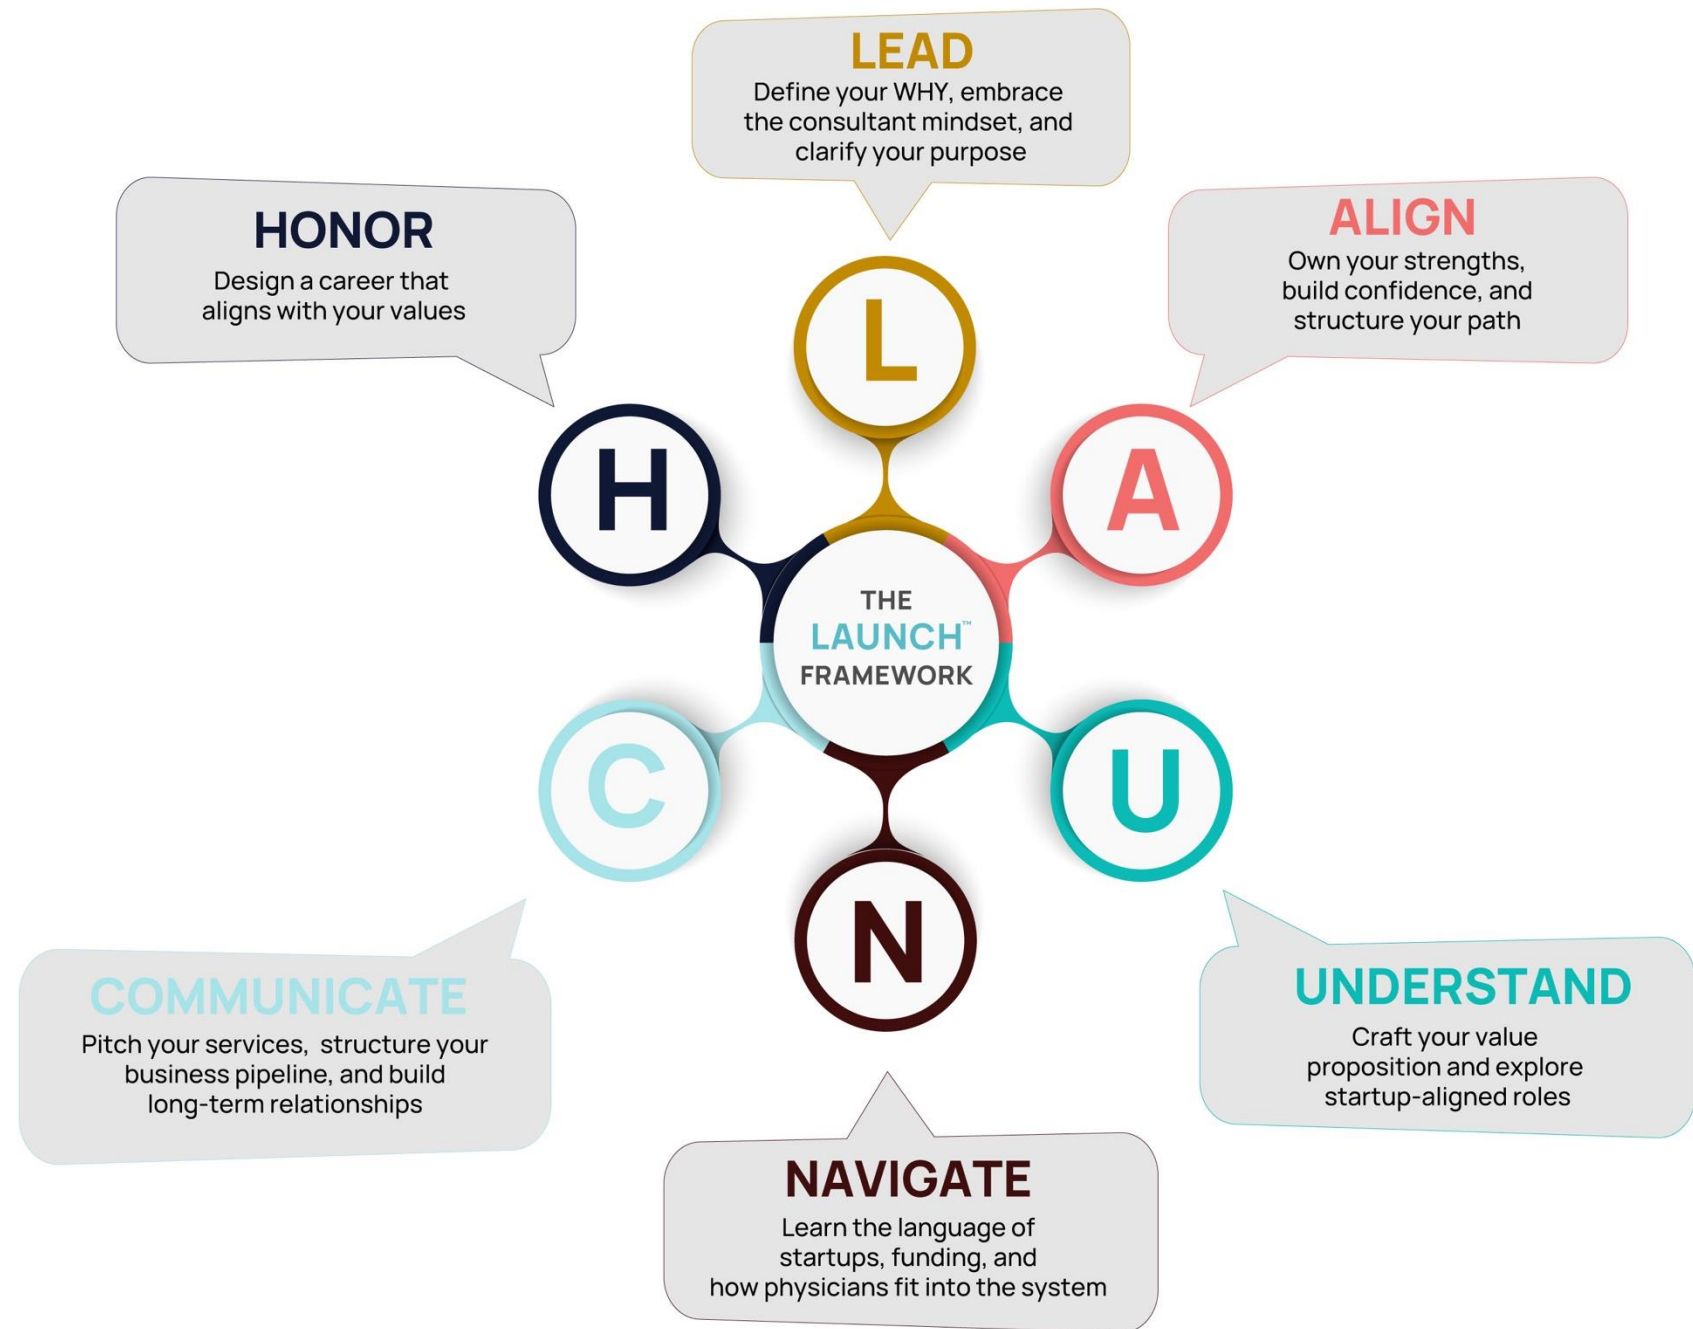 LEAD
Define your WHY, embrace
the consultant mindset, and
clarify your purpose
HONOR
Design a career that
aligns with your values
ALIGN
Own your strengths,
build confidence, and
structure your path
L
H
A
THE
LAUNCH™
FRAMEWORK
C
U
N
COMMUNICATE
Pitch your services, structure your
business pipeline, and build
long-term relationships
UNDERSTAND
Craft your value
proposition and explore
startup-aligned roles
NAVIGATE
Learn the language of
startups, funding, and
how physicians fit into the system